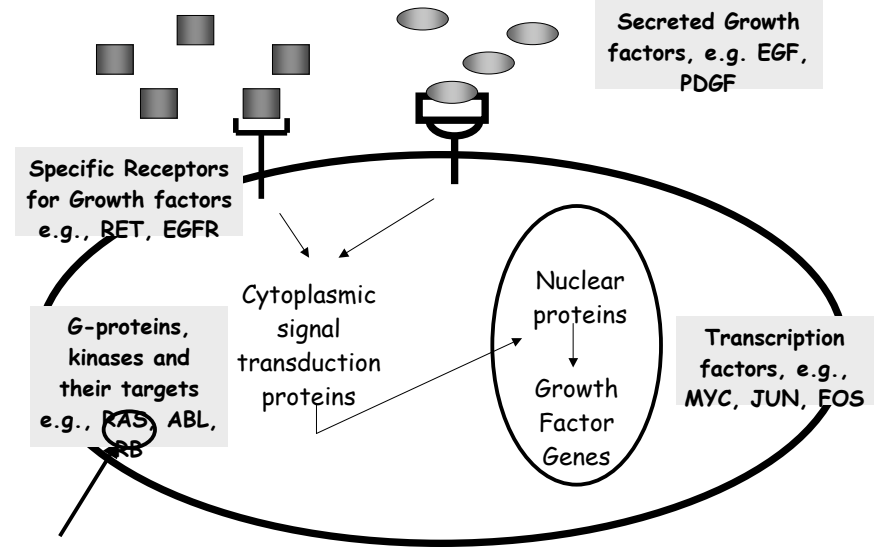 Secreted Growth
factors, e.g. EGF,
PDGF
Specific Receptors
for Growth factors
e.g., RET, EGFR
G-proteins,
kinases and
their targets
e.g., RAS, ABL,
RB
Cytoplasmic
signal
transduction
proteins
Nuclear
proteins
Growth
Factor
Genes
Transcription
factors, e.g.,
MYC, JUN, FOS